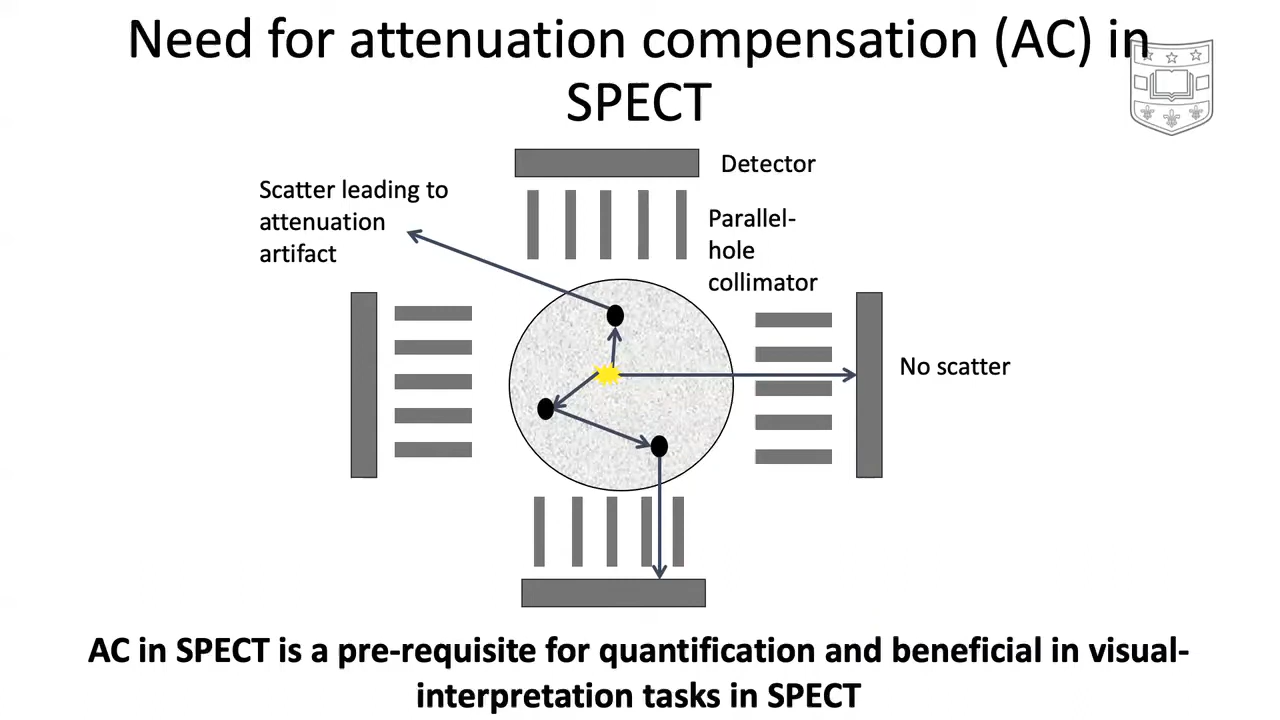 Need for attenuation compensation (AC) in
SPECT
Detector
Scatter leading to
attenuation
artifact
Parallel-
hole
collimator
No scatter
AC in SPECT is a pre-requisite for quantification and beneficial in visual-
interpretation tasks in SPECT